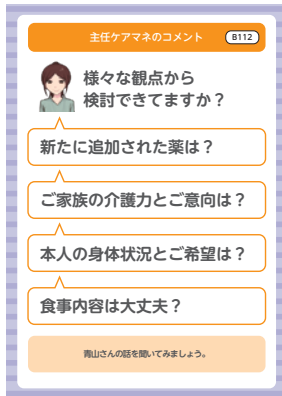 主任ケアマネのコメント
B112
様々な観点から
検討できてますか？
新たに追加された薬は？
ご家族の介護力とご意向は？
本人の身体状況とご希望は？
食事内容は大丈夫？
青山さんの話を聞いてみましょう。